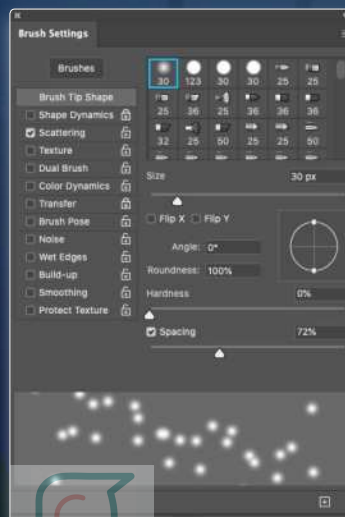 Brush Settings
Brushes
Brush Tip Shape
Shape Dynamics
Scattering
Texture
Dual Brush
Color Dynamics
Transfer
Brush Pose
Noise
Wet Edges
Build-up
Smoothing
Protect Texture
30 123 30 30 25 25
25 36 25 36 36 36
32 25 50 25 25 50
Size 30 px
Flip X Flip Y
Angle: 0°
Roundness: 100%
Hardness 0%
Spacing 72%